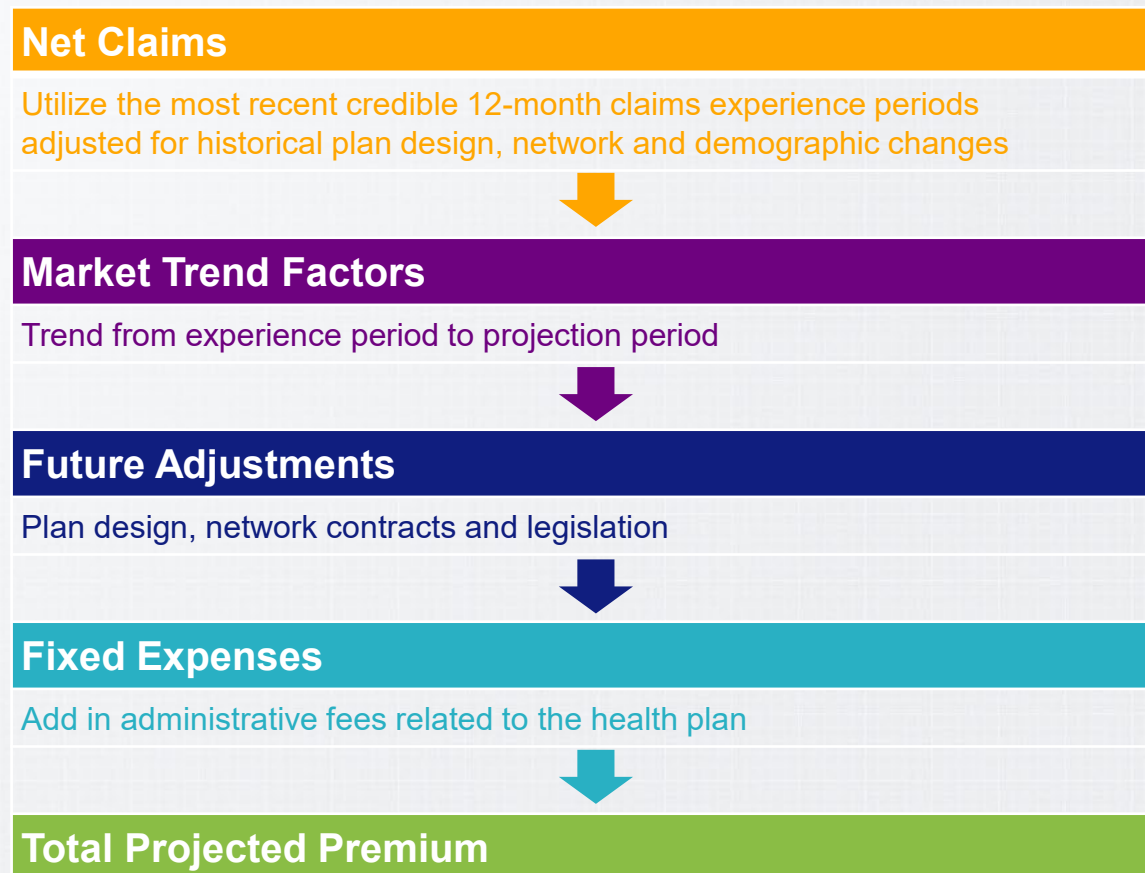 Net Claims
Utilize the most recent credible 12-month claims experience periods
adjusted for historical plan design, network and demographic changes
Market Trend Factors
Trend from experience period to projection period
Future Adjustments
Plan design, network contracts and legislation
Fixed Expenses
Add in administrative fees related to the health plan
Total Projected Premium